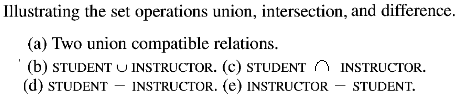 Illustrating the set operations union, intersection, and difference.
(a) Two union compatible relations.
(b) STUDENT ∪ INSTRUCTOR. (c) STUDENT ∩ INSTRUCTOR.
(d) STUDENT − INSTRUCTOR. (e) INSTRUCTOR − STUDENT.